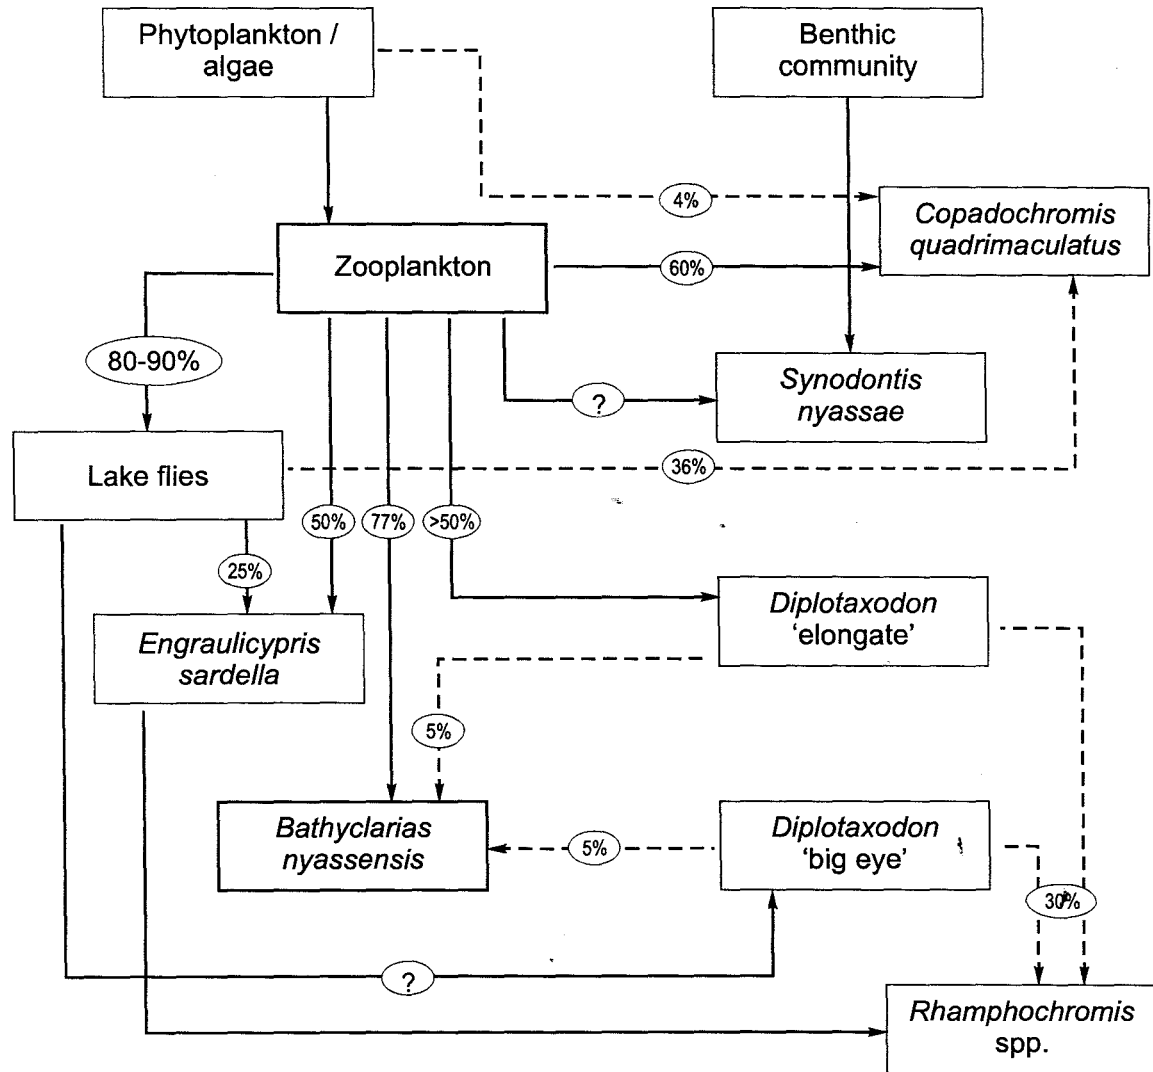 Phytoplankton /
algae
Benthic
community
4%
Copadochromis
quadrimaculatus
Zooplankton
60%
80-90%
Synodontis
nyassae
?
Lake flies
36%
50%
77%
>50%
25%
Engraulicypris
sardella
Diplotaxodon
'elongate'
5%
Bathyclarias
nyassensis
5%
Diplotaxodon
'big eye'
30%
?
Rhamphochromis
spp.